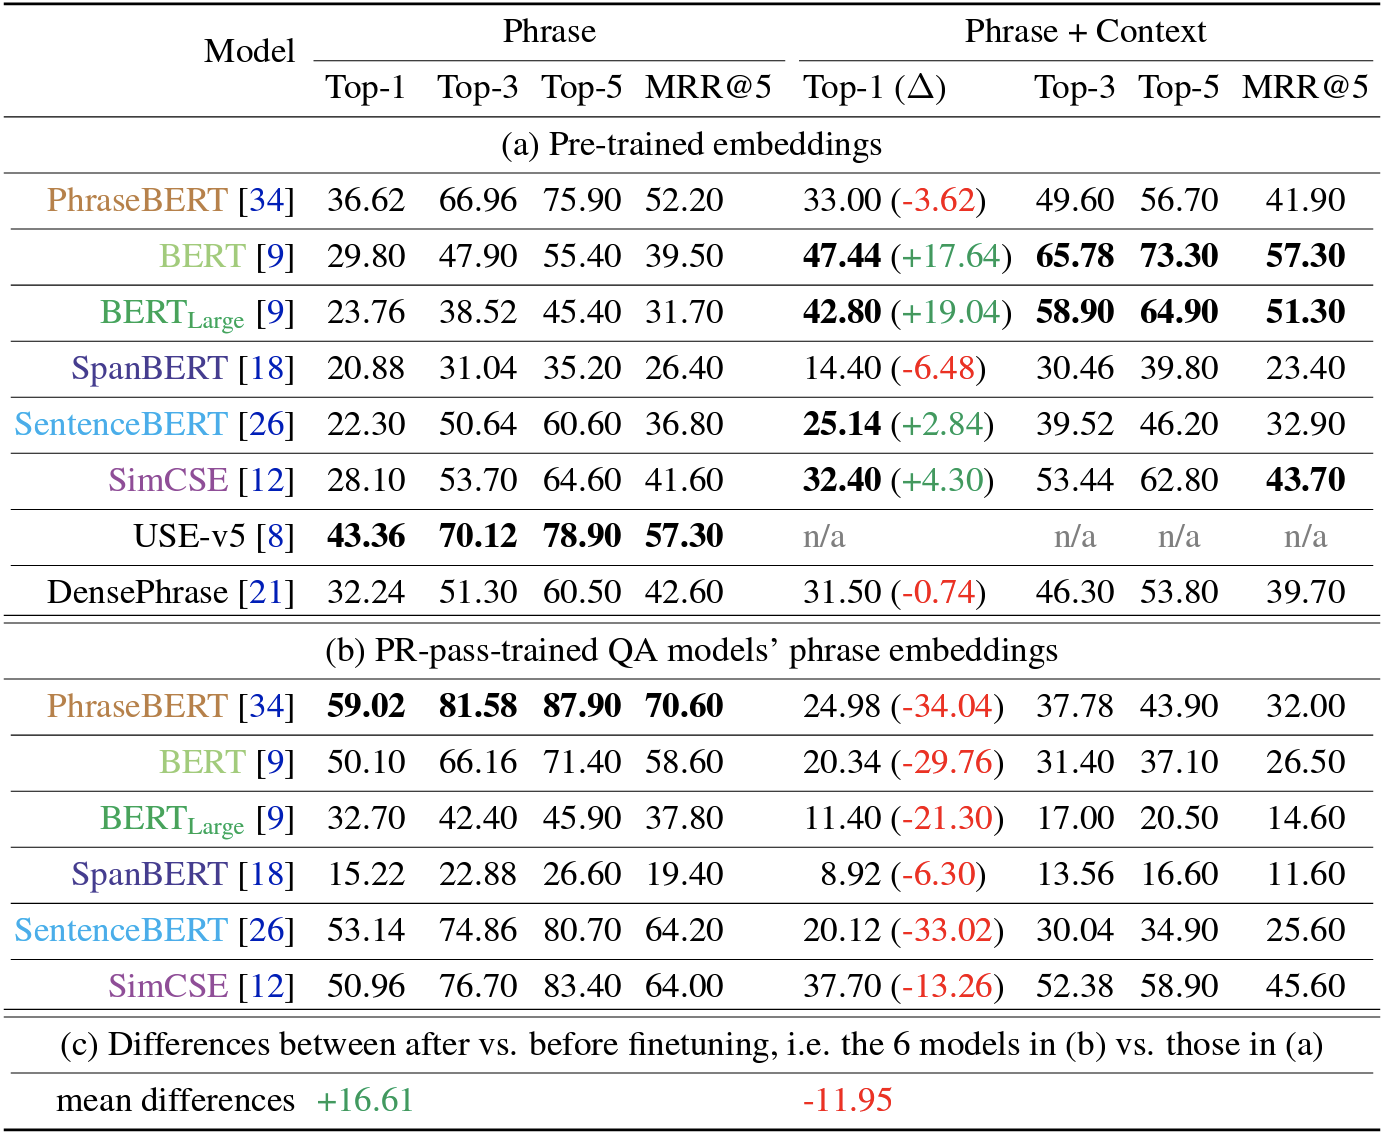 Model Phrase Phrase + Context
Top-1 Top-3 Top-5 MRR@5 Top-1 (Δ) Top-3 Top-5 MRR@5
(a) Pre-trained embeddings
PhraseBERT [34] 36.62 66.96 75.90 52.20 33.00 (-3.62) 49.60 56.70 41.90
BERT [9] 29.80 47.90 55.40 39.50 47.44 (+17.64) 65.78 73.30 57.30
BERTLarge [9] 23.76 38.52 45.40 31.70 42.80 (+19.04) 58.90 64.90 51.30
SpanBERT [18] 20.88 31.04 35.20 26.40 14.40 (-6.48) 30.46 39.80 23.40
SentenceBERT [26] 22.30 50.64 60.60 36.80 25.14 (+2.84) 39.52 46.20 32.90
SimCSE [12] 28.10 53.70 64.60 41.60 32.40 (+4.30) 53.44 62.80 43.70
USE-v5 [8] 43.36 70.12 78.90 57.30 n/a n/a n/a n/a
DensePhrase [21] 32.24 51.30 60.50 42.60 31.50 (-0.74) 46.30 53.80 39.70
(b) PR-pass-trained QA models’ phrase embeddings
PhraseBERT [34] 59.02 81.58 87.90 70.60 24.98 (-34.04) 37.78 43.90 32.00
BERT [9] 50.10 66.16 71.40 58.60 20.34 (-29.76) 31.40 37.10 26.50
BERTLarge [9] 32.70 42.40 45.90 37.80 11.40 (-21.30) 17.00 20.50 14.60
SpanBERT [18] 15.22 22.88 26.60 19.40 8.92 (-6.30) 13.56 16.60 11.60
SentenceBERT [26] 53.14 74.86 80.70 64.20 20.12 (-33.02) 30.04 34.90 25.60
SimCSE [12] 50.96 76.70 83.40 64.00 37.70 (-13.26) 52.38 58.90 45.60
(c) Differences between after vs. before finetuning, i.e. the 6 models in (b) vs. those in (a)
mean differences +16.61 -11.95